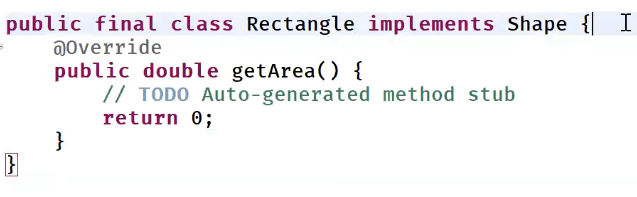 public final class Rectangle implements Shape {
@Override
public double getArea() {
// TODO Auto-generated method stub
return 0;
}
}